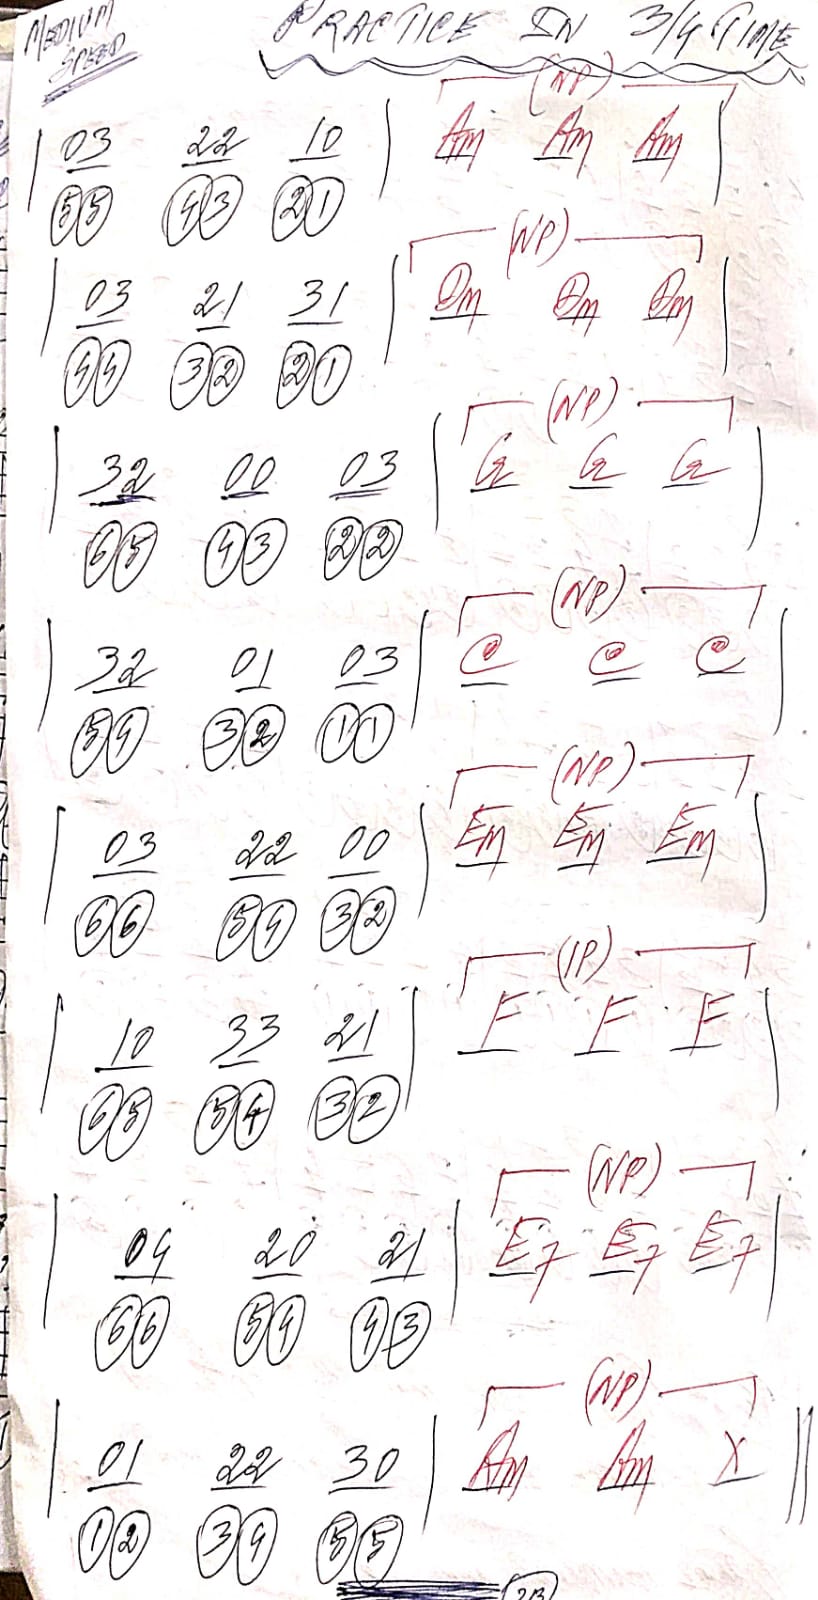 MEDIUM SPEED
PRACTICE IN 3/4 TIME
(NP)
| 03 22 10 | Am Am Am |
55 43 21
(NP)
| 03 21 31 | Dm Dm Dm |
44 32 21
(NP)
| 32 00 03 | G G G |
65 43 22
(NP)
| 32 01 03 | C C C |
54 32 11
(NP)
| 03 22 00 | Em Em Em |
66 54 32
(IP)
| 10 33 21 | F F F |
65 54 32
(NP)
| 04 20 21 | E7 E7 E7 |
66 54 43
(NP)
| 01 22 30 | Am Am X ||
12 34 55